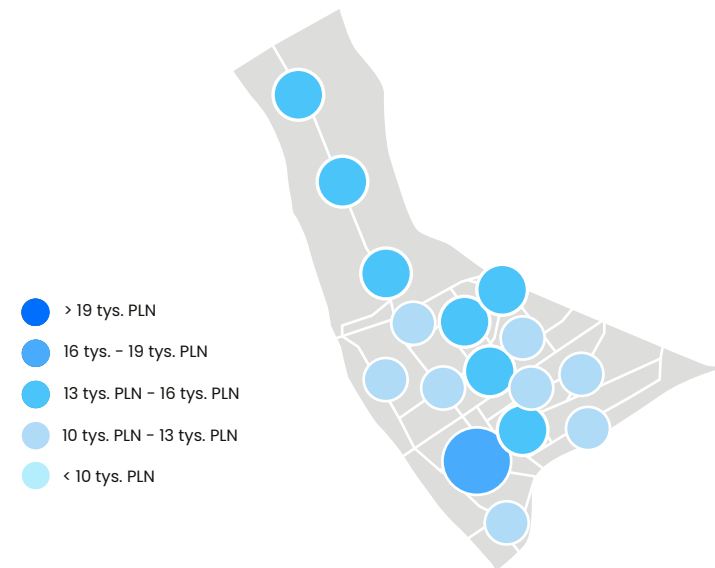 > 19 tys. PLN
16 tys. - 19 tys. PLN
13 tys. PLN - 16 tys. PLN
10 tys. PLN - 13 tys. PLN
< 10 tys. PLN